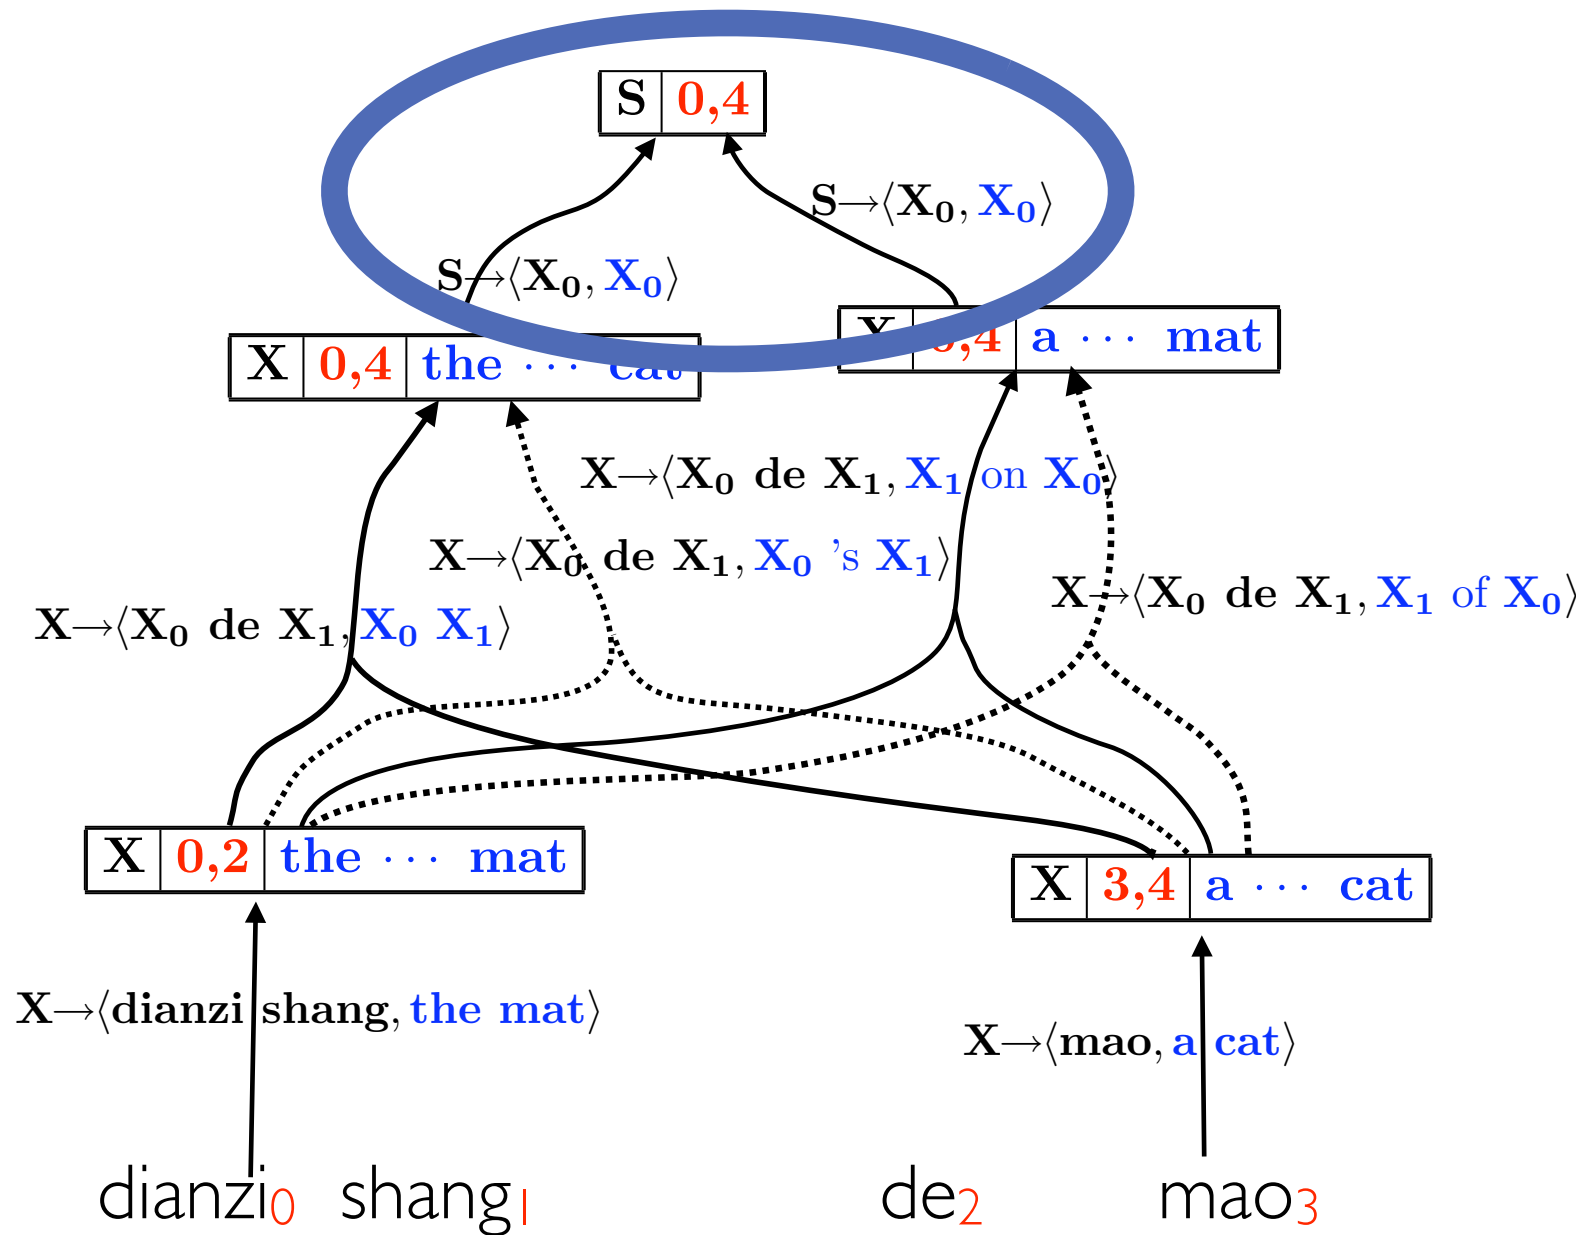 S 0,4
S→⟨X₀, X₀⟩
S→⟨X₀, X₀⟩
X 0,4 a ··· mat
X 0,4 the ··· cat
X→⟨X₀ de X₁, X₁ on X₀⟩
X→⟨X₀ de X₁, X₀ 's X₁⟩
X→⟨X₀ de X₁, X₁ of X₀⟩
X→⟨X₀ de X₁, X₀ X₁⟩
X 0,2 the ··· mat
X 3,4 a ··· cat
X→⟨dianzi shang, the mat⟩
X→⟨mao, a cat⟩
dianzi₀ shang₁ de₂ mao₃